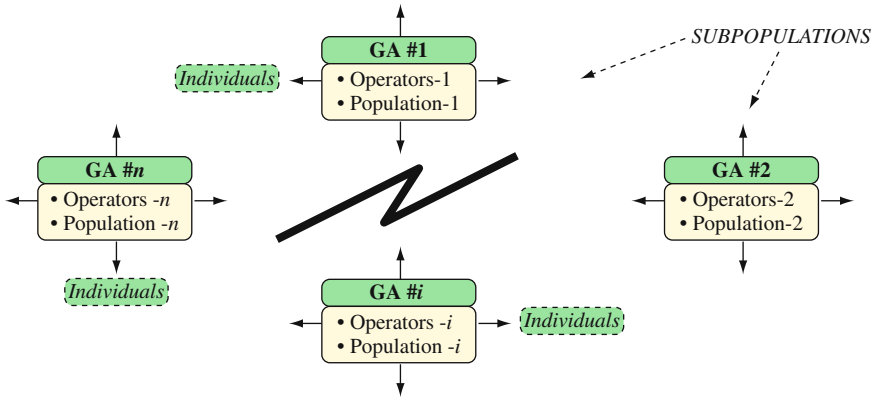 GA #1
SUBPOPULATIONS
Individuals
• Operators-1
• Population-1
GA #n
• Operators -n
• Population -n
Individuals
GA #2
• Operators-2
• Population-2
GA #i
• Operators -i
• Population -i
Individuals